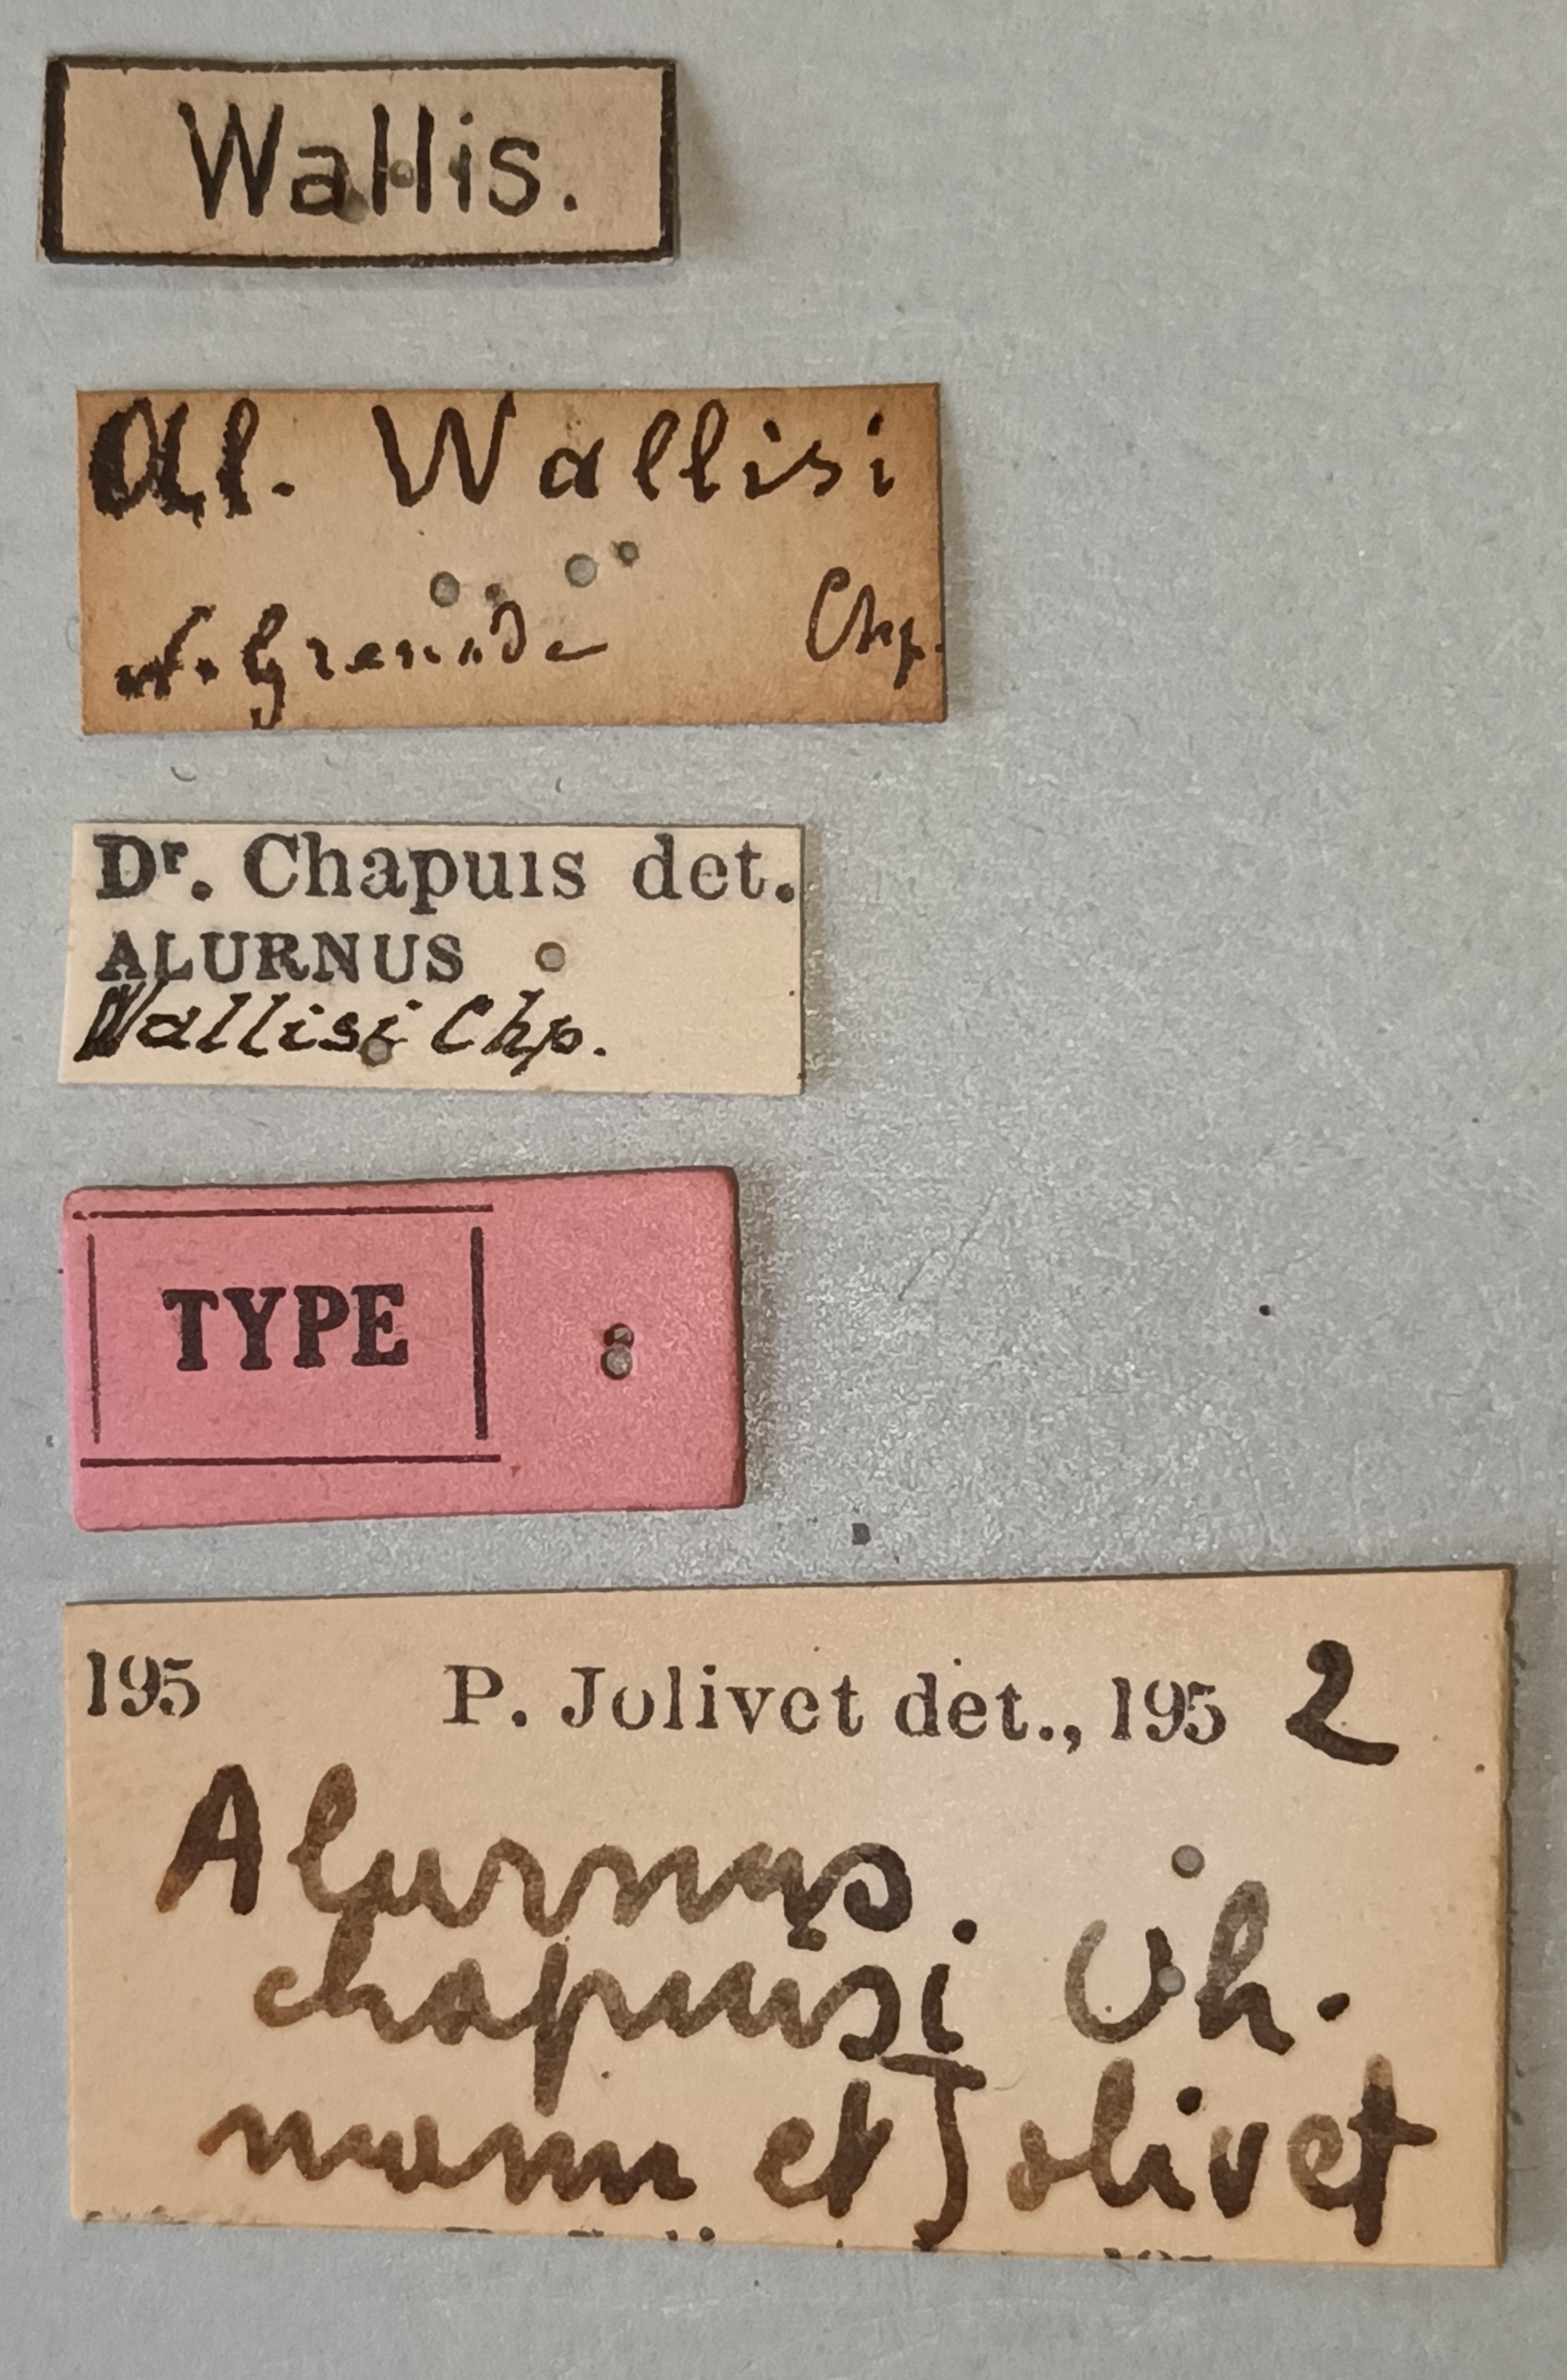 Wallis.
Al. Wallisi
N. Grenade Chp.
Dr. Chapuis det.
ALURNUS
Wallisi Chp.
TYPE
195 P. Jolivet det., 195 2
Alurnus
chapuisi Uh.
mann et Jolivet